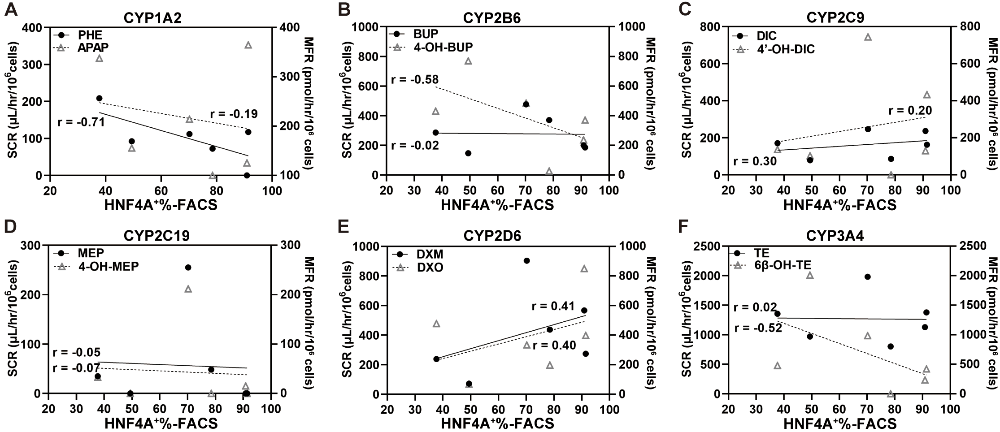 A
CYP1A2
PHE
APAP
r = -0.71
r = -0.19
400
300
200
100
0
400
300
200
100
20 40 60 80 100
SCR (µL/hr/10⁶cells)
MFR (pmol/hr/10⁶ cells)
HNF4A⁺%-FACS
B
CYP2B6
BUP
4-OH-BUP
r = -0.58
r = -0.02
1000
800
600
400
200
0
1000
800
600
400
200
0
20 30 40 50 60 70 80 90 100
SCR (µL/hr/10⁶cells)
MFR (pmol/hr/10⁶ cells)
HNF4A⁺%-FACS
C
CYP2C9
DIC
4’-OH-DIC
r = 0.20
r = 0.30
800
600
400
200
0
800
600
400
200
0
20 30 40 50 60 70 80 90 100
SCR (µL/hr/10⁶cells)
MFR (pmol/hr/10⁶ cells)
HNF4A⁺%-FACS
D
CYP2C19
MEP
4-OH-MEP
r = -0.05
r = -0.07
300
200
100
0
300
200
100
0
20 30 40 50 60 70 80 90 100
SCR (µL/hr/10⁶cells)
MFR (pmol/hr/10⁶ cells)
HNF4A⁺%-FACS
E
CYP2D6
DXM
DXO
r = 0.41
r = 0.40
1000
800
600
400
200
0
1000
800
600
400
200
0
20 30 40 50 60 70 80 90 100
SCR (µL/hr/10⁶cells)
MFR (pmol/hr/10⁶ cells)
HNF4A⁺%-FACS
F
CYP3A4
TE
6β-OH-TE
r = 0.02
r = -0.52
2500
2000
1500
1000
500
0
2500
2000
1500
1000
500
0
20 30 40 50 60 70 80 90 100
SCR (µL/hr/10⁶cells)
MFR (pmol/hr/10⁶ cells)
HNF4A⁺%-FACS